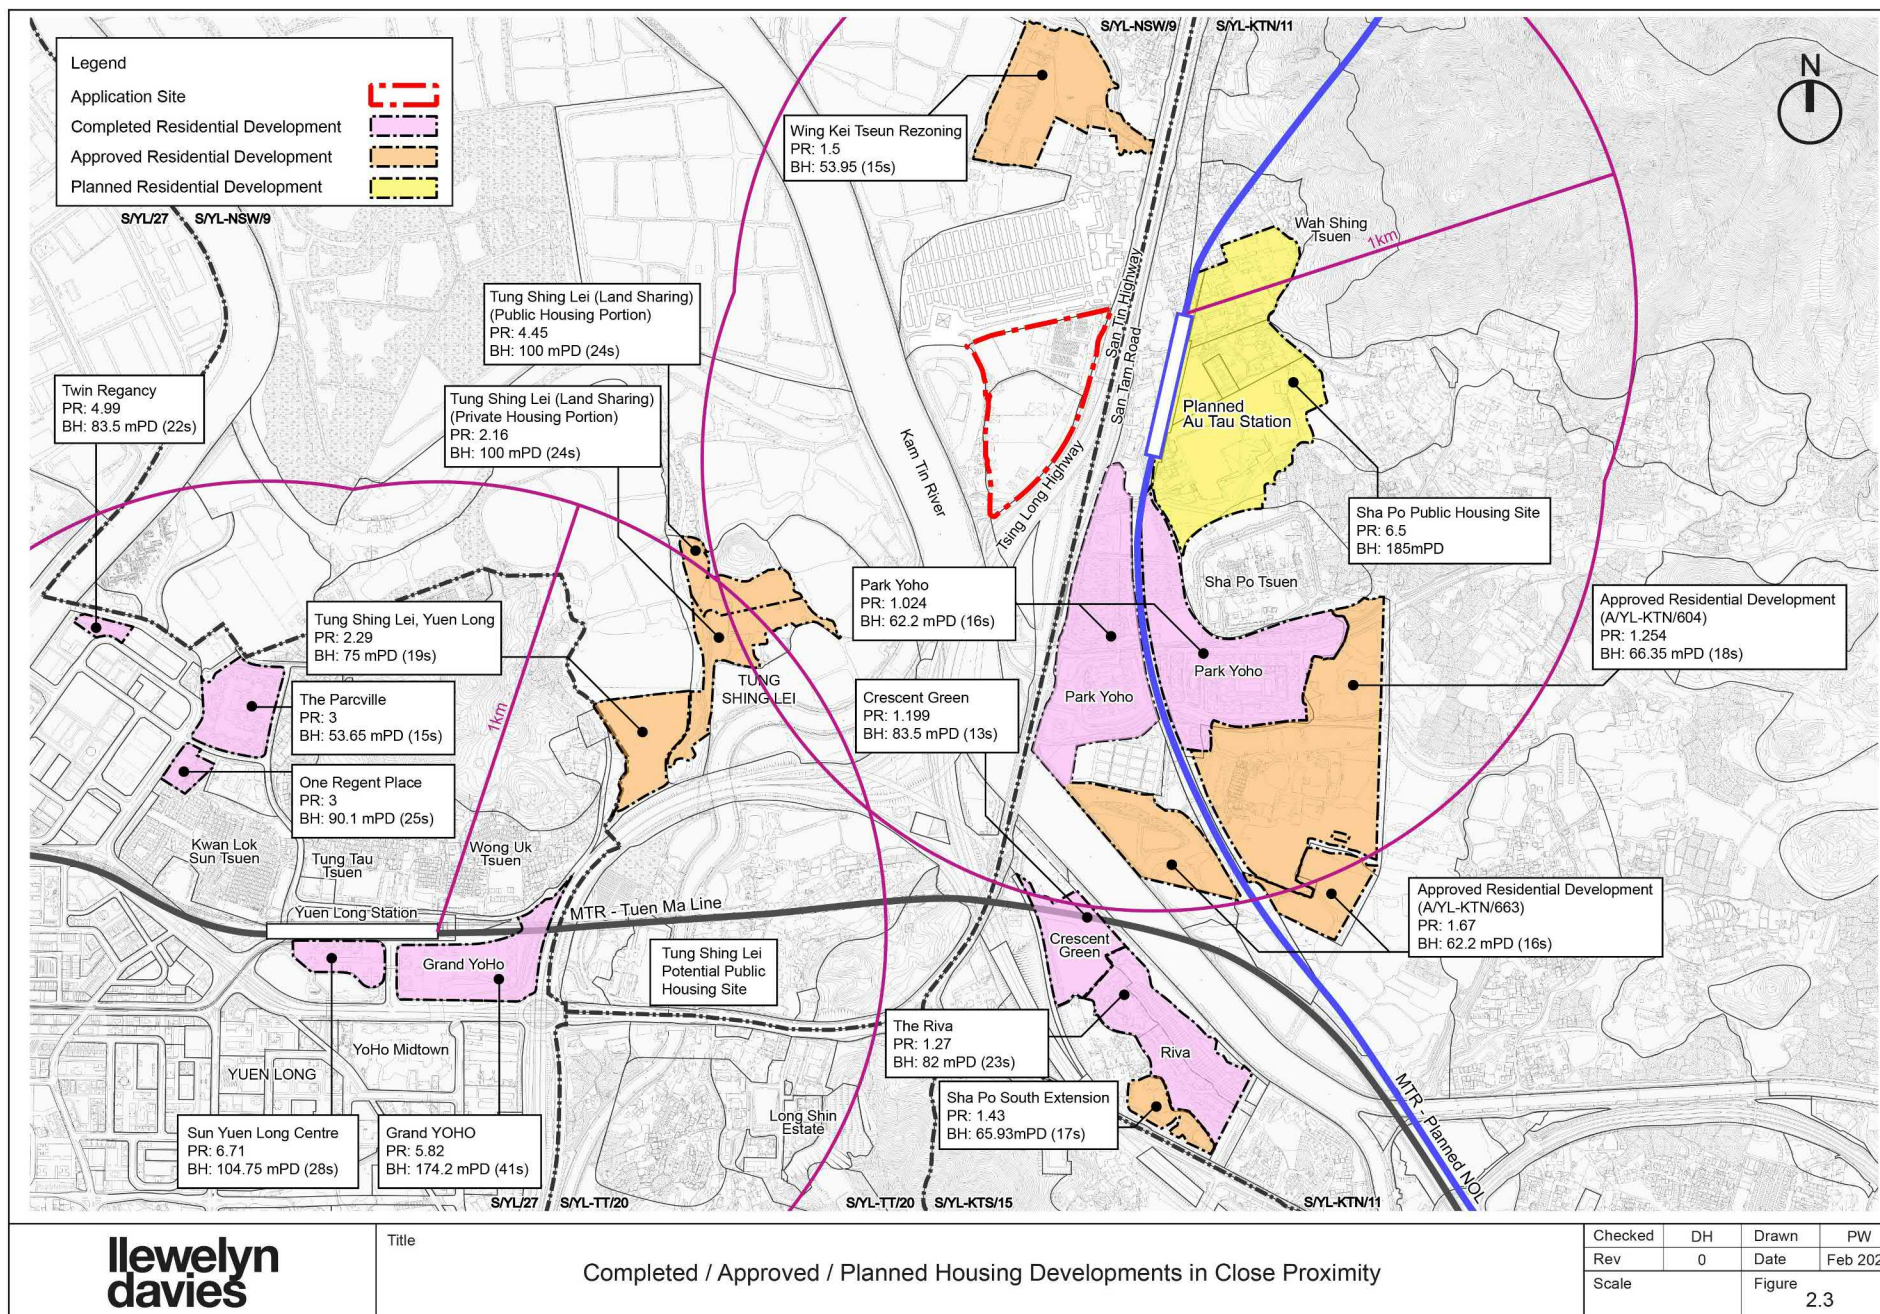 S/YL-NSW/9 S/YL-KTN/11
Legend
Application Site
Completed Residential Development
Approved Residential Development
Planned Residential Development
S/YL/27 S/YL-NSW/9
N
Wing Kei Tseun Rezoning
PR: 1.5
BH: 53.95 (15s)
Wah Shing
Tsuen
1km
San Tin Highway
San Tam Road
Tsing Long Highway
Kam Tin River
Planned
Au Tau Station
Tung Shing Lei (Land Sharing)
(Public Housing Portion)
PR: 4.45
BH: 100 mPD (24s)
Tung Shing Lei (Land Sharing)
(Private Housing Portion)
PR: 2.16
BH: 100 mPD (24s)
Twin Regancy
PR: 4.99
BH: 83.5 mPD (22s)
Sha Po Public Housing Site
PR: 6.5
BH: 185mPD
Sha Po Tsuen
Park Yoho
PR: 1.024
BH: 62.2 mPD (16s)
Approved Residential Development
(A/YL-KTN/604)
PR: 1.254
BH: 66.35 mPD (18s)
Tung Shing Lei, Yuen Long
PR: 2.29
BH: 75 mPD (19s)
Park Yoho
Park Yoho
TUNG
SHING LEI
The Parcville
PR: 3
BH: 53.65 mPD (15s)
1km
Crescent Green
PR: 1.199
BH: 83.5 mPD (13s)
One Regent Place
PR: 3
BH: 90.1 mPD (25s)
Kwan Lok
Sun Tsuen
Tung Tau
Tsuen
Wong Uk
Tsuen
Yuen Long Station
MTR - Tuen Ma Line
Approved Residential Development
(A/YL-KTN/663)
PR: 1.67
BH: 62.2 mPD (16s)
Grand YoHo
Tung Shing Lei
Potential Public
Housing Site
Crescent
Green
The Riva
PR: 1.27
BH: 82 mPD (23s)
Riva
YoHo Midtown
YUEN LONG
Sha Po South Extension
PR: 1.43
BH: 65.93mPD (17s)
Long Shin
Estate
MTR - Planned NOL
Sun Yuen Long Centre
PR: 6.71
BH: 104.75 mPD (28s)
Grand YOHO
PR: 5.82
BH: 174.2 mPD (41s)
S/YL/27 S/YL-TT/20
S/YL-TT/20 S/YL-KTS/15
S/YL-KTN/11
llewelyn
davies
Title
Completed / Approved / Planned Housing Developments in Close Proximity
Checked DH Drawn PW
Rev 0 Date Feb 202
Scale Figure
2.3